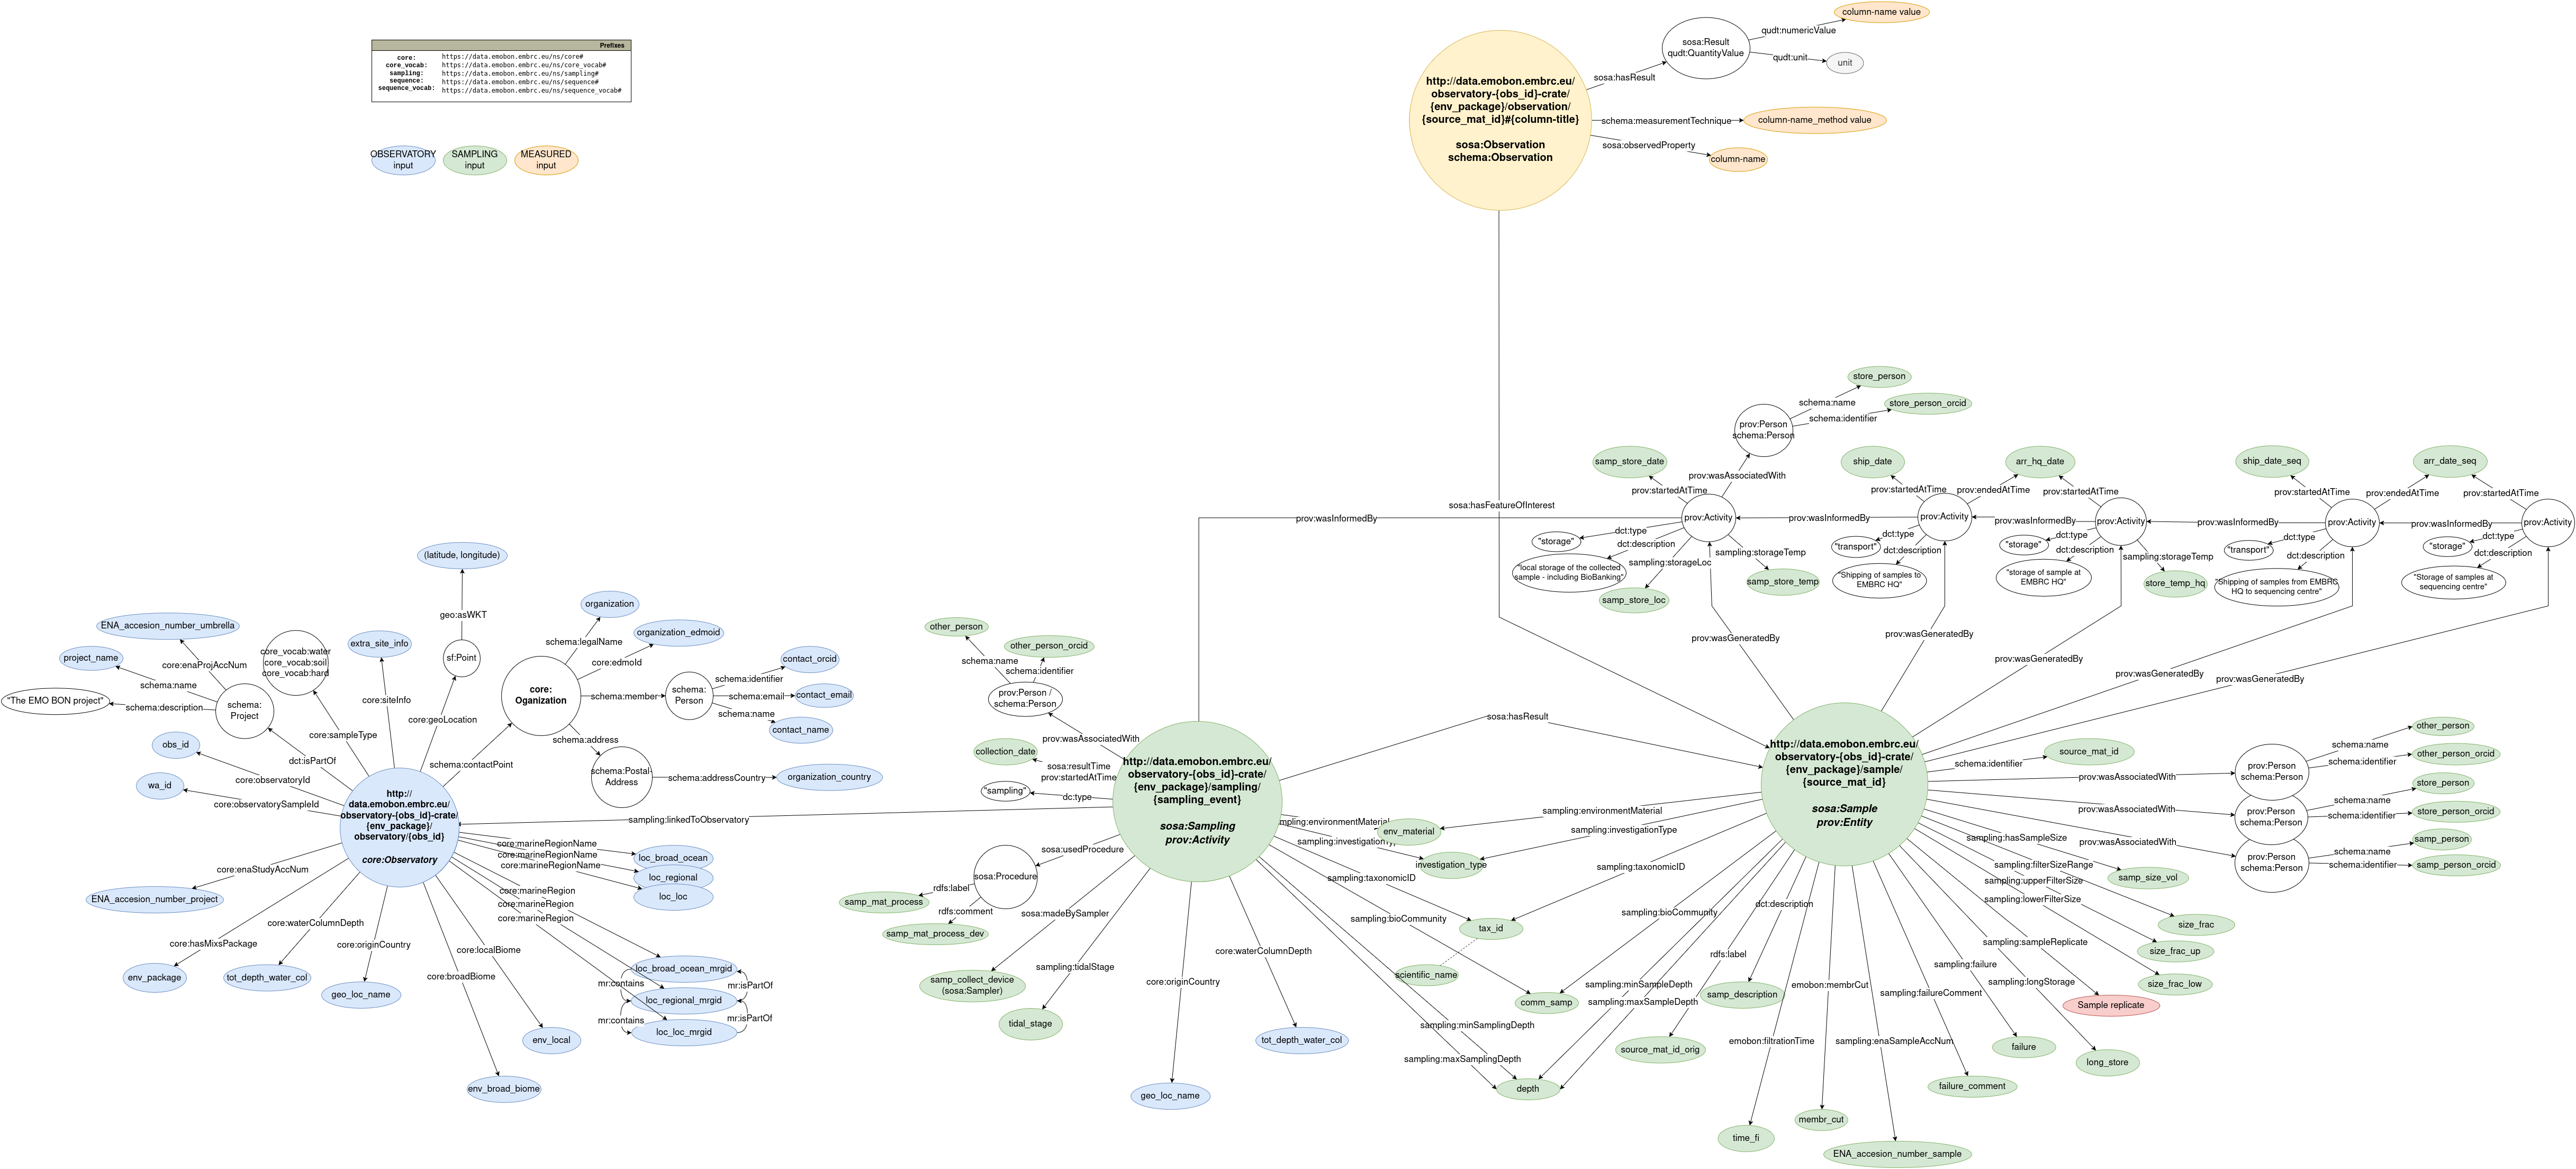 Prefixes
core: https://data.emobon.embrc.eu/ns/core#
core_vocab: https://data.emobon.embrc.eu/ns/core_vocab#
sampling: https://data.emobon.embrc.eu/ns/sampling#
sequence: https://data.emobon.embrc.eu/ns/sequence#
sequence_vocab: https://data.emobon.embrc.eu/ns/sequence_vocab#
OBSERVATORY
input
SAMPLING
input
MEASURED
input
http://data.emobon.embrc.eu/
observatory-{obs_id}-crate/
{env_package}/observation/
{source_mat_id}#{column-title}
sosa:Observation
schema:Observation
sosa:hasResult
sosa:Result
qudt:QuantityValue
qudt:numericValue
column-name value
qudt:unit
unit
schema:measurementTechnique
column-name_method value
sosa:observedProperty
column-name
sosa:hasFeatureOfInterest
store_person
schema:name
store_person_orcid
schema:identifier
prov:Person
schema:Person
prov:wasAssociatedWith
samp_store_date
prov:startedAtTime
prov:Activity
dct:type
"storage"
dct:description
"local storage of the collected
sample - including BioBanking"
sampling:storageLoc
samp_store_loc
sampling:storageTemp
samp_store_temp
prov:wasInformedBy
prov:wasInformedBy
ship_date
prov:startedAtTime
prov:endedAtTime
arr_hq_date
prov:Activity
dct:type
"transport"
dct:description
"Shipping of samples to
EMBRC HQ"
prov:wasInformedBy
prov:startedAtTime
prov:Activity
dct:type
"storage"
dct:description
"storage of sample at
EMBRC HQ"
sampling:storageTemp
store_temp_hq
prov:wasInformedBy
ship_date_seq
prov:startedAtTime
prov:endedAtTime
arr_date_seq
prov:Activity
dct:type
"transport"
dct:description
"Shipping of samples from EMBRC
HQ to sequencing centre"
prov:wasInformedBy
prov:startedAtTime
prov:Activity
dct:type
"storage"
dct:description
"Storage of samples at
sequencing centre"
prov:wasGeneratedBy
prov:wasGeneratedBy
prov:wasGeneratedBy
prov:wasGeneratedBy
prov:wasGeneratedBy
(latitude, longitude)
geo:asWKT
sf:Point
core:geoLocation
ENA_accesion_number_umbrella
core:enaProjAccNum
project_name
schema:name
"The EMO BON project"
schema:description
schema:
Project
dct:isPartOf
core_vocab:water
core_vocab:soil
core_vocab:hard
core:sampleType
extra_site_info
core:siteInfo
organization
schema:legalName
organization_edmoid
core:edmoId
core:
Oganization
schema:member
schema:
Person
schema:identifier
contact_orcid
schema:email
contact_email
schema:name
contact_name
schema:address
schema:Postal-
Address
schema:addressCountry
organization_country
schema:contactPoint
obs_id
core:observatoryId
wa_id
core:observatorySampleId
http://
data.emobon.embrc.eu/
observatory-{obs_id}-crate/
{env_package}/
observatory/{obs_id}
core:Observatory
core:enaStudyAccNum
ENA_accesion_number_project
core:hasMixsPackage
env_package
core:waterColumnDepth
tot_depth_water_col
core:originCountry
geo_loc_name
core:broadBiome
env_broad_biome
core:localBiome
env_local
core:marineRegionName
core:marineRegionName
core:marineRegionName
loc_broad_ocean
loc_regional
loc_loc
core:marineRegion
core:marineRegion
core:marineRegion
loc_broad_ocean_mrgid
loc_regional_mrgid
loc_loc_mrgid
mr:contains
mr:isPartOf
mr:contains
mr:isPartOf
sampling:linkedToObservatory
other_person
schema:name
other_person_orcid
schema:identifier
prov:Person /
schema:Person
prov:wasAssociatedWith
collection_date
sosa:resultTime
prov:startedAtTime
"sampling"
dc:type
http://data.emobon.embrc.eu/
observatory-{obs_id}-crate/
{env_package}/sampling/
{sampling_event}
sosa:Sampling
prov:Activity
sosa:usedProcedure
sosa:Procedure
rdfs:label
samp_mat_process
rdfs:comment
samp_mat_process_dev
sosa:madeBySampler
samp_collect_device
(sosa:Sampler)
sampling:tidalStage
tidal_stage
core:originCountry
geo_loc_name
core:waterColumnDepth
tot_depth_water_col
sosa:hasResult
mpling:environmentMaterial
env_material
sampling:investigationTy
investigation_type
sampling:taxonomicID
tax_id
scientific_name
sampling:bioCommunity
comm_samp
sampling:minSamplingDepth
sampling:maxSamplingDepth
depth
sampling:environmentMaterial
sampling:investigationType
sampling:taxonomicID
sampling:bioCommunity
sampling:minSampleDepth
sampling:maxSampleDepth
http://data.emobon.embrc.eu/
observatory-{obs_id}-crate/
{env_package}/sample/
{source_mat_id}
sosa:Sample
prov:Entity
rdfs:label
source_mat_id_orig
dct:description
samp_description
emobon:filtrationTime
time_fi
emobon:membrCut
membr_cut
sampling:enaSampleAccNum
ENA_accesion_number_sample
sampling:failureComment
failure_comment
sampling:failure
failure
sampling:longStorage
long_store
sampling:sampleReplicate
Sample replicate
sampling:lowerFilterSize
size_frac_low
sampling:upperFilterSize
size_frac_up
sampling:filterSizeRange
size_frac
sampling:hasSampleSize
samp_size_vol
schema:identifier
source_mat_id
prov:wasAssociatedWith
prov:Person
schema:Person
schema:name
other_person
schema:identifier
other_person_orcid
prov:wasAssociatedWith
prov:Person
schema:Person
schema:name
store_person
schema:identifier
store_person_orcid
prov:wasAssociatedWith
prov:Person
schema:Person
schema:name
samp_person
schema:identifier
samp_person_orcid